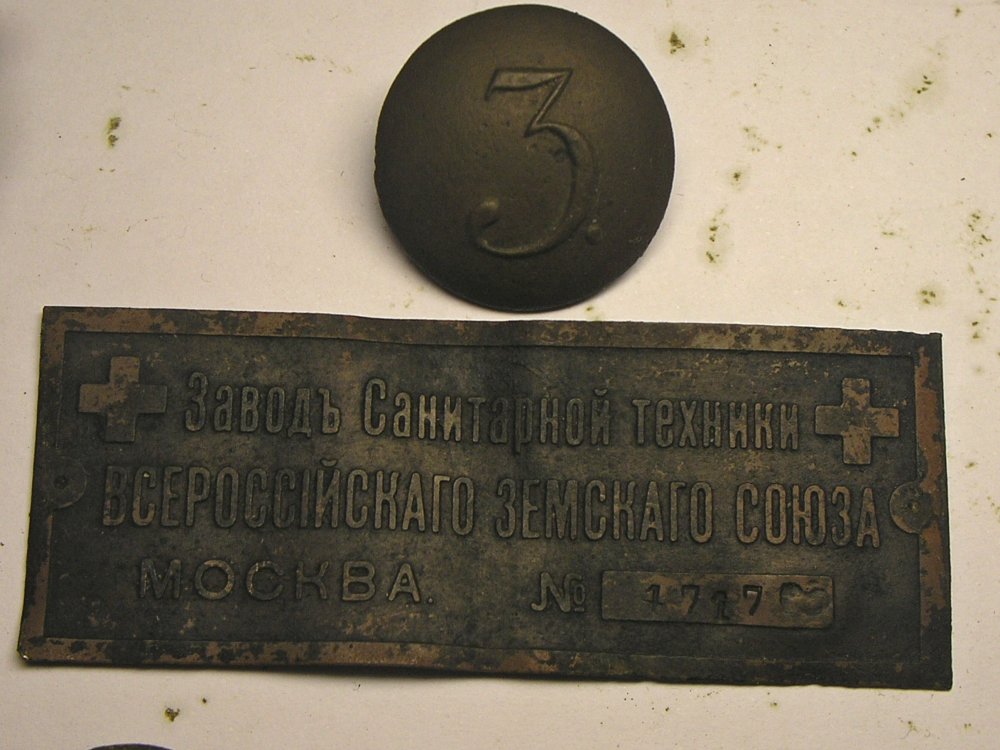 3.
Заводъ Санитарной техники
ВСЕРОССІЙСКАГО ЗЕМСКАГО СОЮЗА
МОСКВА. № 1717